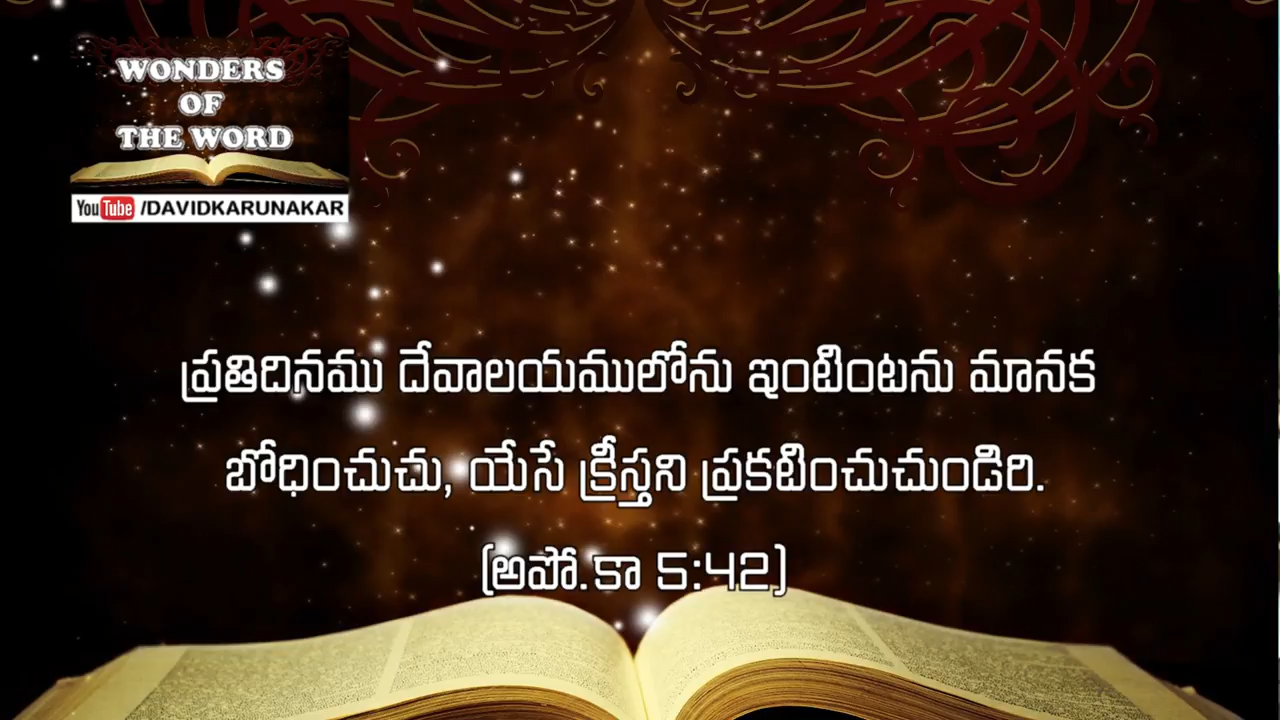 WONDERS
OF
THE WORD
YouTube /DAVIDKARUNAKAR
ప్రతిదినము దేవాలయములోను ఇంటింటను మానక
బోధించుచు, యేసే క్రీస్తని ప్రకటించుచుండిరి.
(అపో.కా 5:42)